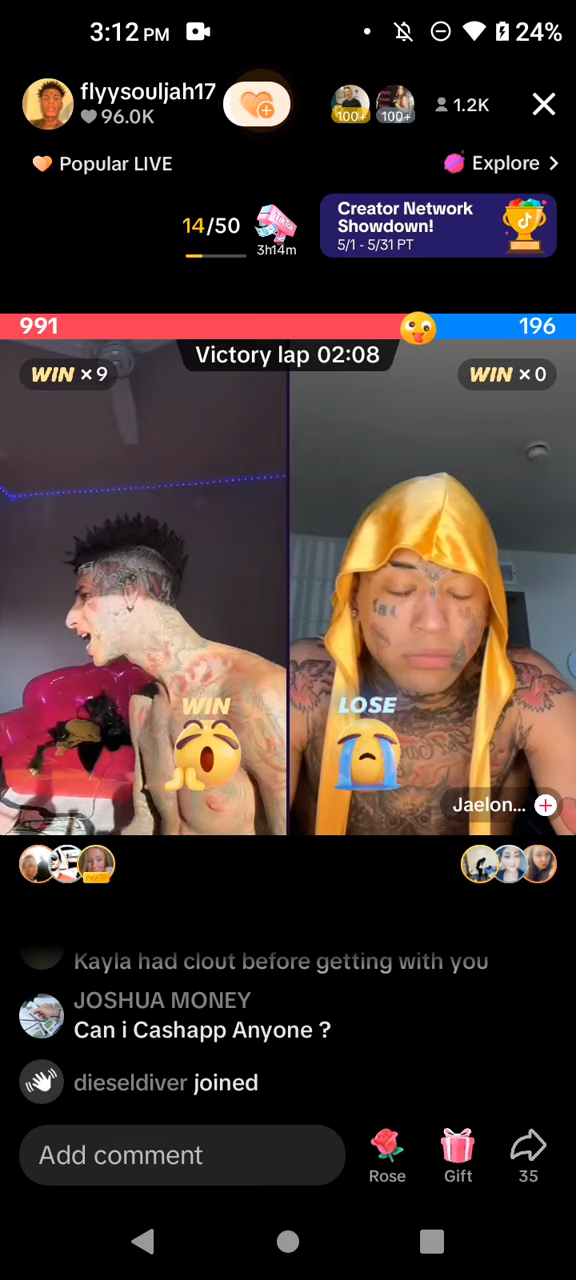 3:12 PM
24%
flyysouljah17
96.0K
100+
100+
1.2K
Popular LIVE
Explore >
14/50
3h14m
Creator Network
Showdown!
5/1 - 5/31 PT
991
196
Victory lap 02:08
WIN × 9
WIN × 0
WIN
LOSE
Jaelon...
Kayla had clout before getting with you
JOSHUA MONEY
Can i Cashapp Anyone ?
dieseldiver joined
Add comment
Rose
Gift
35